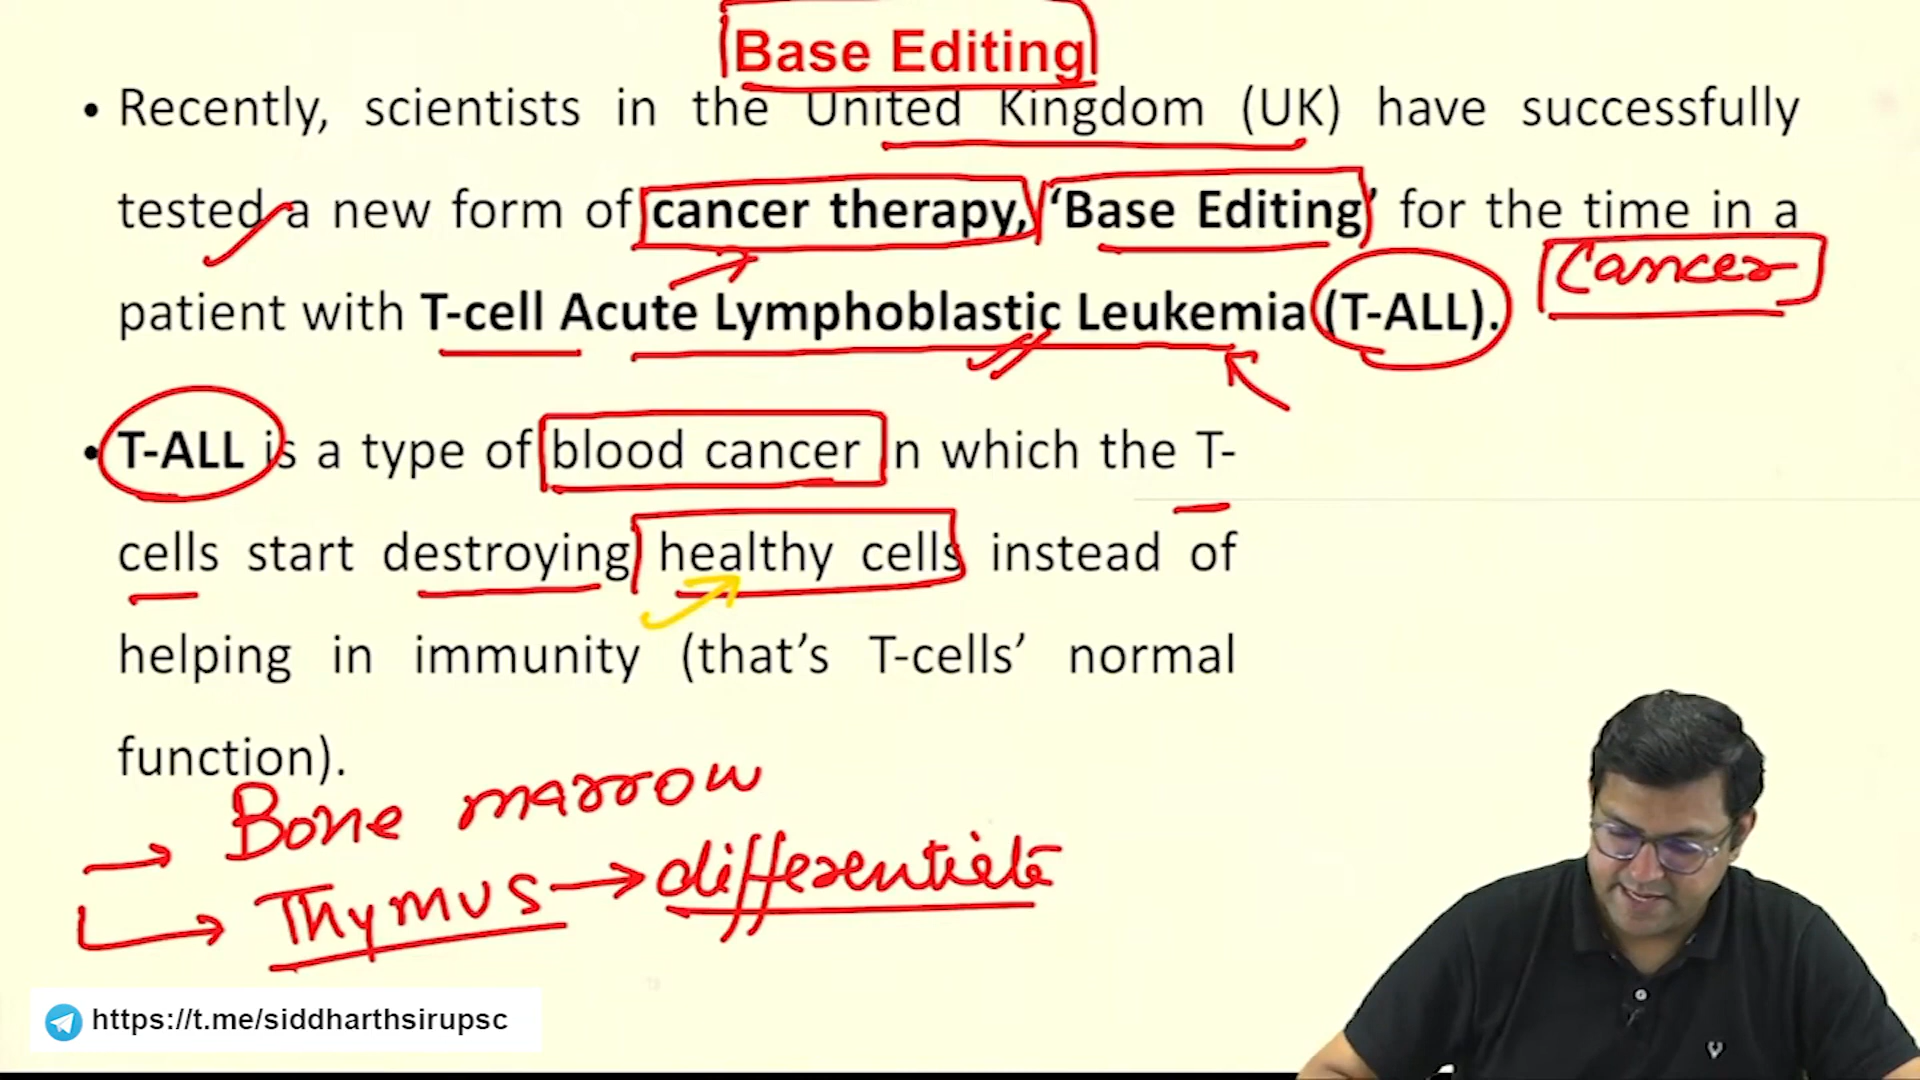 Base Editing
• Recently, scientists in the United Kingdom (UK) have successfully
tested a new form of cancer therapy, ‘Base Editing’ for the time in a
Cancer
patient with T-cell Acute Lymphoblastic Leukemia (T-ALL).
• T-ALL is a type of blood cancer in which the T-
cells start destroying healthy cells instead of
helping in immunity (that’s T-cells’ normal
function).
→ Bone marrow
→ Thymus → differentiate
https://t.me/siddharthsirupsc